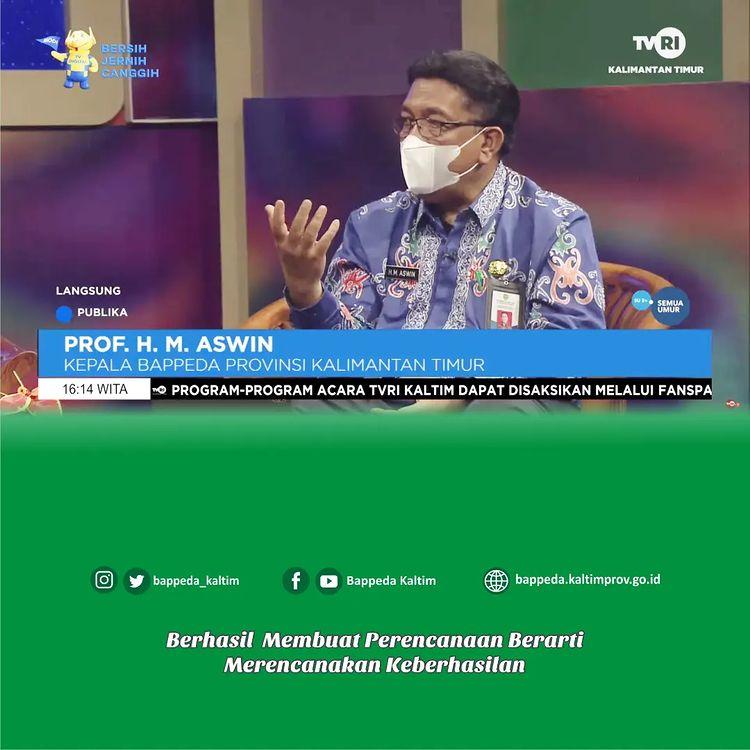 BERSIH
JERNIH
CANGGIH
TVRI
KALIMANTAN TIMUR
H.M. ASWIN
LANGSUNG
PUBLIKA
SU 2+
SEMUA
UMUR
PROF. H. M. ASWIN
KEPALA BAPPEDA PROVINSI KALIMANTAN TIMUR
16:14 WITA
PROGRAM-PROGRAM ACARA TVRI KALTIM DAPAT DISAKSIKAN MELALUI FANSPA
bappeda_kaltim
Bappeda Kaltim
bappeda.kaltimprov.go.id
Berhasil Membuat Perencanaan Berarti
Merencanakan Keberhasilan